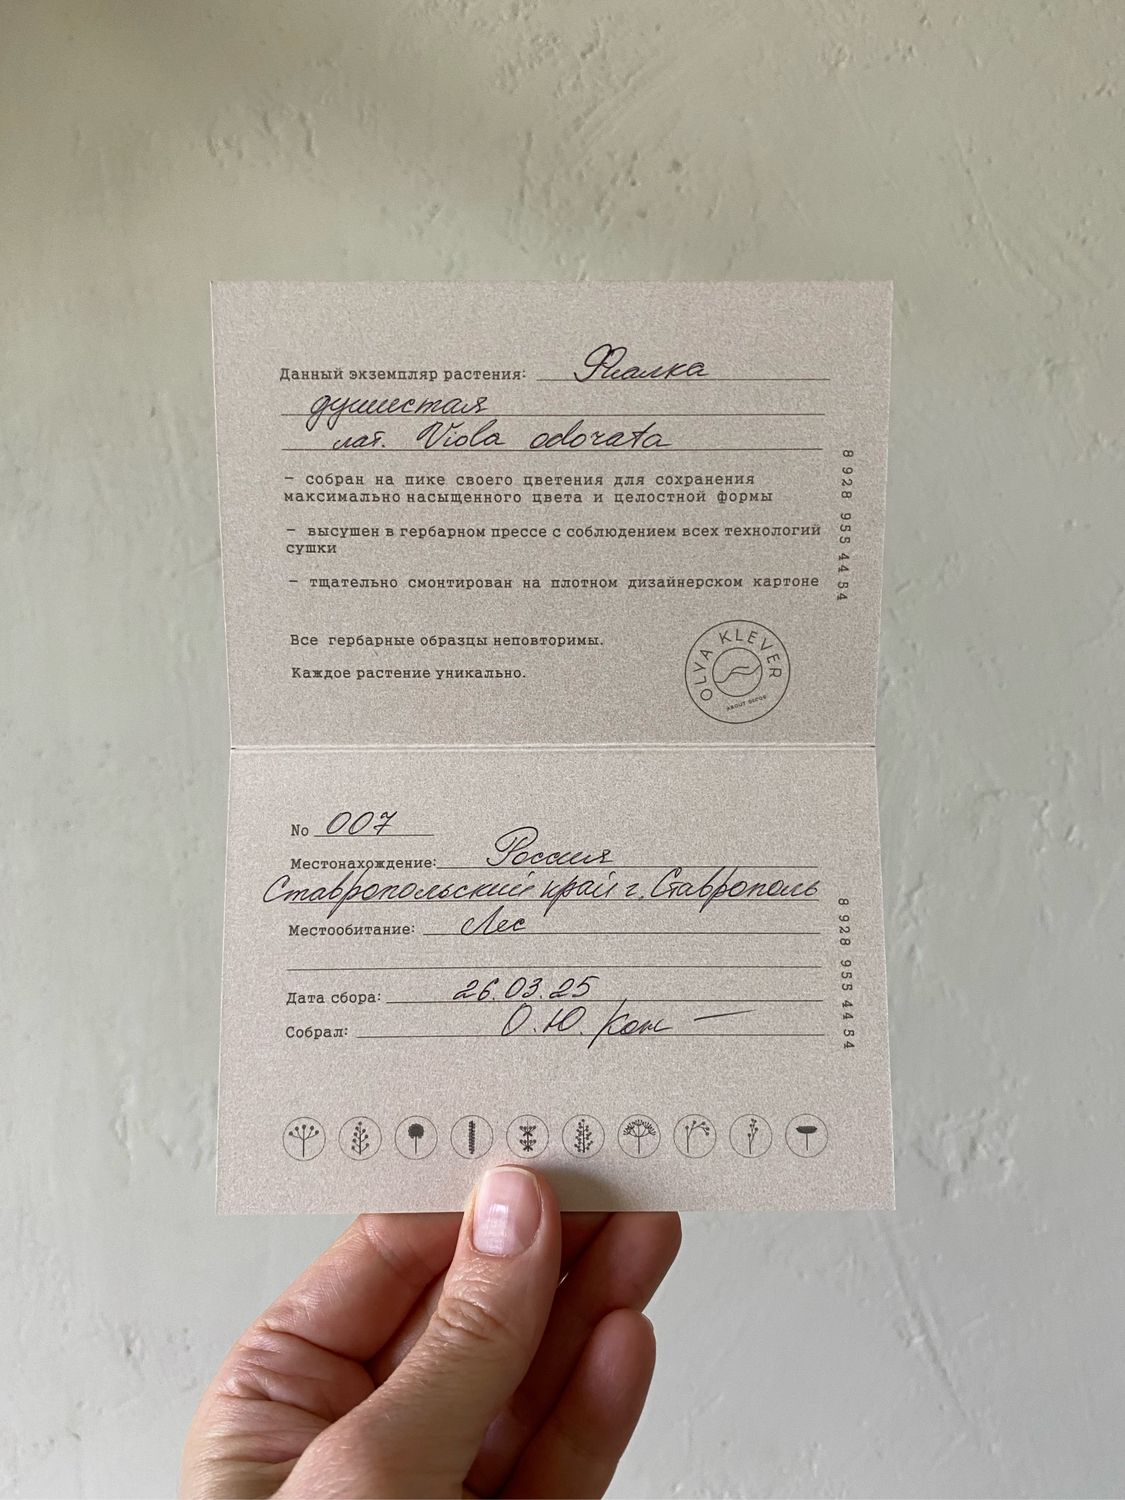 Данный экземпляр растения: Фиалка
душистая
лат. Viola odorata
— собран на пике своего цветения для сохранения
максимально насыщенного цвета и целостной формы
— высушен в гербарном прессе с соблюдением всех технологий
сушки
— тщательно смонтирован на плотном дизайнерском картоне
8 928 955 44 54
Все гербарные образцы неповторимы.
Каждое растение уникально.
OLYA KLEVER
ABOUT DECOR
No 007
Местонахождение: Россия
Ставропольский край г. Ставрополь
Местообитание: Лес
Дата сбора: 26.03.25
Собрал: О.Ю.
8 928 955 44 54